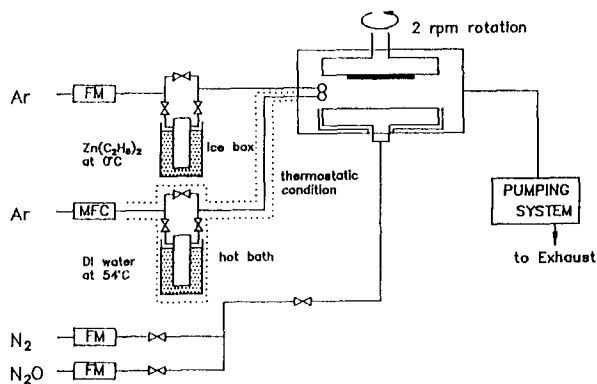 2 rpm rotation
Ar
FM
Zn(C₂H₅)₂
at 0°C
Ice box
thermostatic
condition
Ar
MFC
DI water
at 54°C
hot bath
PUMPING
SYSTEM
to Exhaust
N₂
FM
N₂O
FM